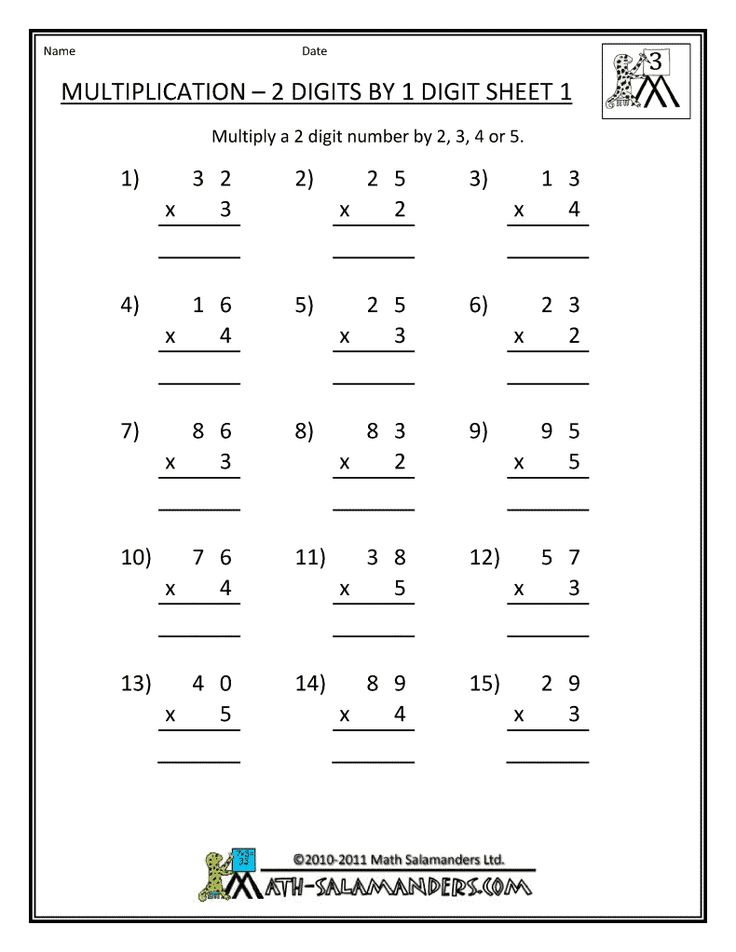 Name Date
3
MULTIPLICATION – 2 DIGITS BY 1 DIGIT SHEET 1
Multiply a 2 digit number by 2, 3, 4 or 5.
1) 3 2 2) 2 5 3) 1 3
x 3 x 2 x 4
4) 1 6 5) 2 5 6) 2 3
x 4 x 3 x 2
7) 8 6 8) 8 3 9) 9 5
x 3 x 2 x 5
10) 7 6 11) 3 8 12) 5 7
x 4 x 5 x 3
13) 4 0 14) 8 9 15) 2 9
x 5 x 4 x 3
©2010-2011 Math Salamanders Ltd.
MATH-SALAMANDERS.COM